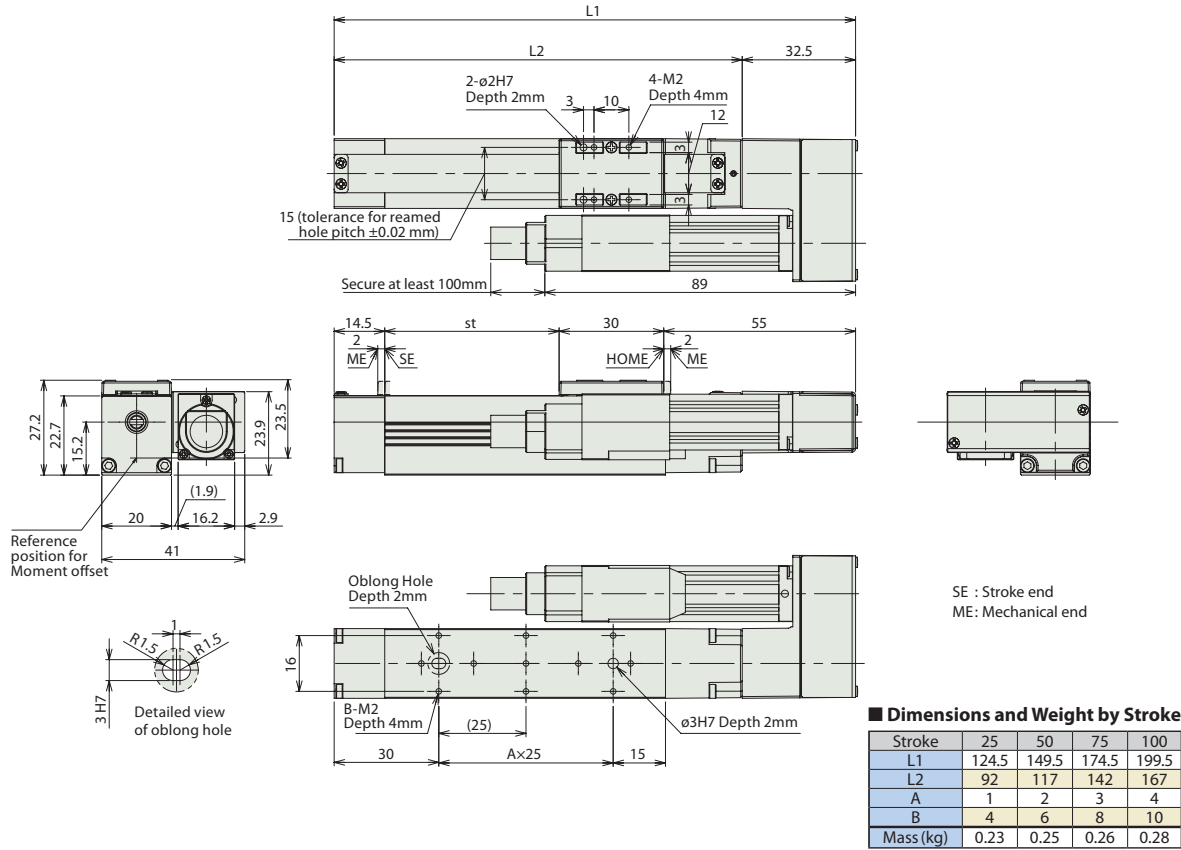 L1
L2
32.5
2-ø2H7
Depth 2mm
3
10
4-M2
Depth 4mm
12
3
3
15 (tolerance for reamed
hole pitch ±0.02 mm)
Secure at least 100mm
89
14.5
st
30
55
2
ME
SE
HOME
2
ME
27.2
22.7
15.2
23.9
23.5
(1.9)
20
16.2
2.9
41
Reference
position for
Moment offset
Oblong Hole
Depth 2mm
SE : Stroke end
ME: Mechanical end
1
R1.5
R1.5
3 H7
Detailed view
of oblong hole
16
B-M2
Depth 4mm
(25)
ø3H7 Depth 2mm
30
A×25
15
■ Dimensions and Weight by Stroke
Stroke 25 50 75 100
L1 124.5 149.5 174.5 199.5
L2 92 117 142 167
A 1 2 3 4
B 4 6 8 10
Mass (kg) 0.23 0.25 0.26 0.28